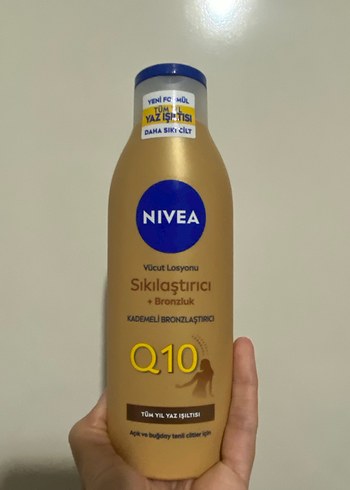 YENİ FORMÜL
TÜM YIL
YAZ IŞILTISI
DAHA SIKI CİLT
NIVEA
Vücut Losyonu
Sıkılaştırıcı
+ Bronzluk
KADEMELİ BRONZLAŞTIRICI
Q10
TÜM YIL YAZ IŞILTISI
Açık ve buğday tenli ciltler için